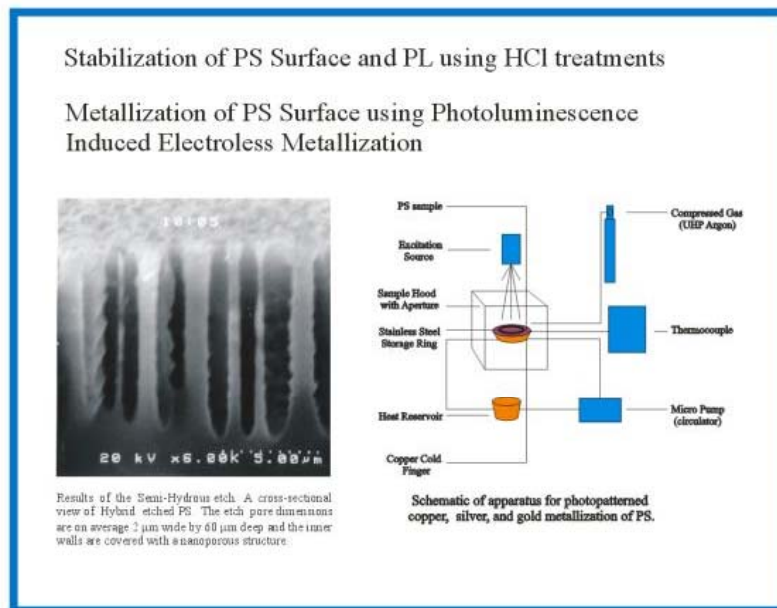 Stabilization of PS Surface and PL using HCl treatments
Metallization of PS Surface using Photoluminescence
Induced Electroless Metallization
18:05
20 kV x6.00K 5.00μm
Results of the Semi-Hydrous etch. A cross-sectional
view of Hybrid etched PS. The etch pore dimensions
are on average 2 μm wide by 60 μm deep and the inner
walls are covered with a nanoporous structure.
PS sample
Excitation
Source
Sample Hood
with Aperture
Stainless Steel
Storage Ring
Heat Reservoir
Copper Cold
Finger
Compressed Gas
(UHP Argon)
Thermocouple
Micro Pump
(circulator)
Schematic of apparatus for photopatterned
copper, silver, and gold metallization of PS.